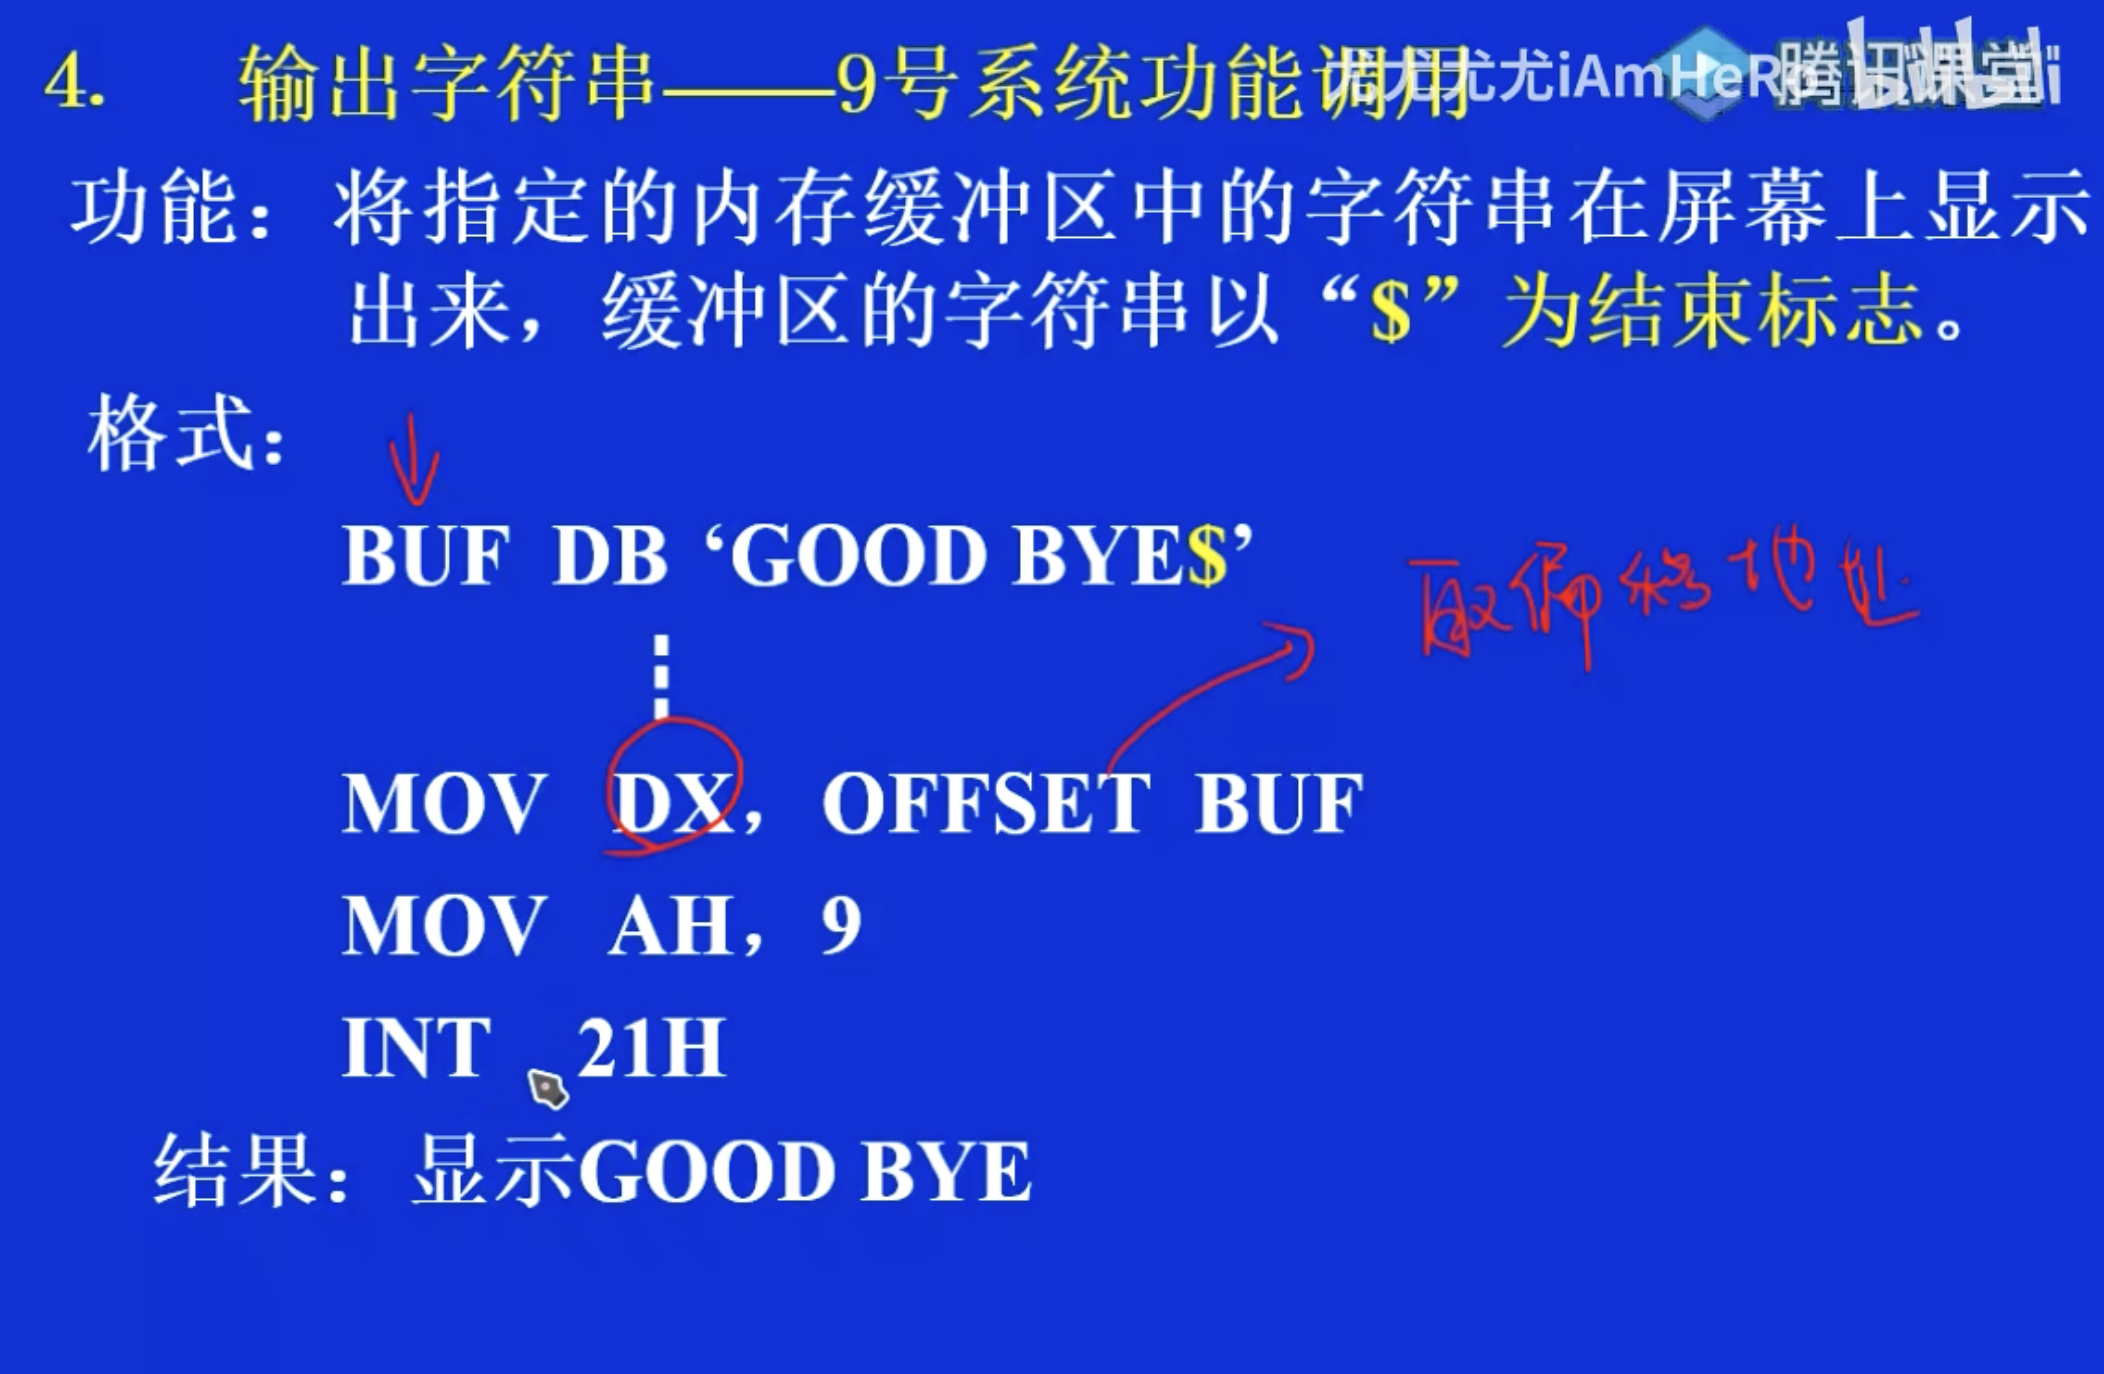 4. 输出字符串——9号系统功能调用
尤尤尤尤iAmHeRo 腾讯课堂 bilibili
功能：将指定的内存缓冲区中的字符串在屏幕上显示
出来，缓冲区的字符串以“$”为结束标志。
格式：
BUF DB ‘GOOD BYE$’
取偏移地址
MOV DX， OFFSET BUF
MOV AH， 9
INT 21H
结果：显示GOOD BYE